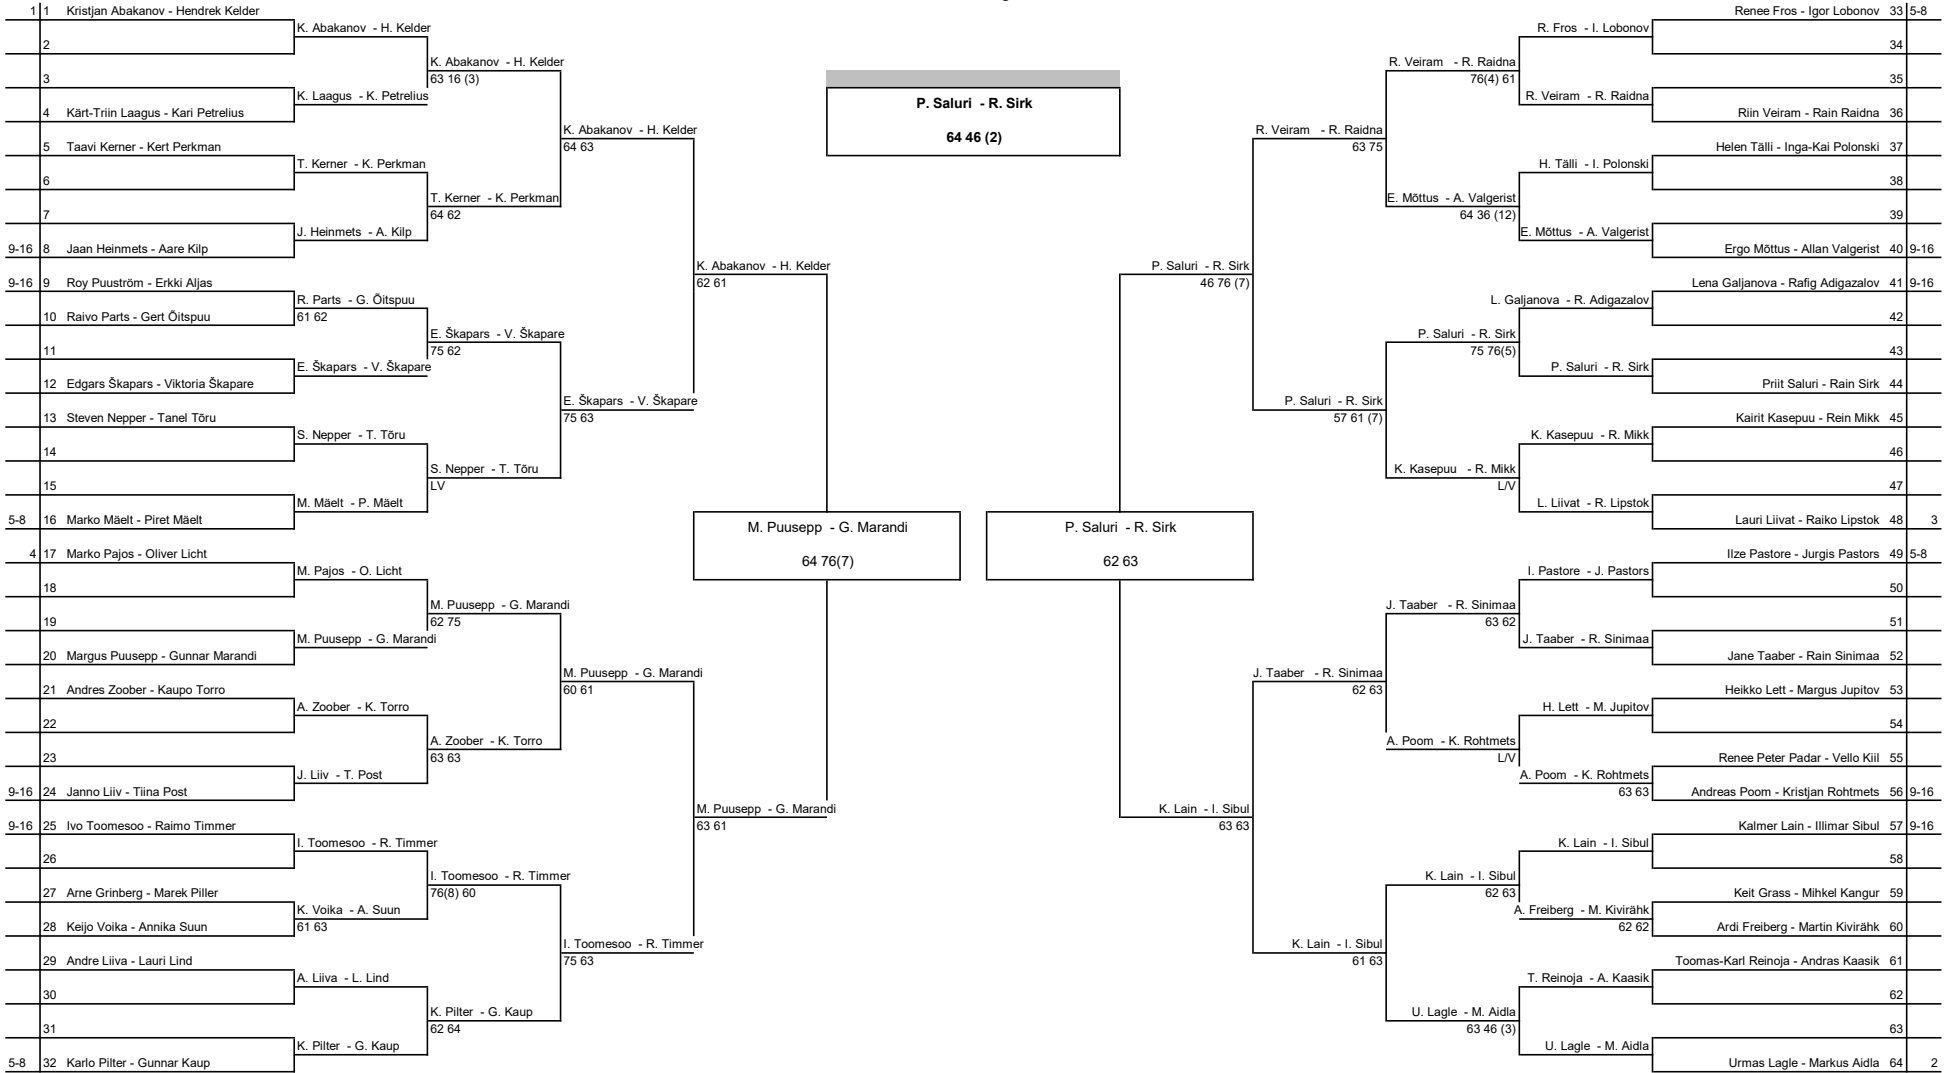 1 1 Kristjan Abakanov - Hendrek Kelder
K. Abakanov - H. Kelder
2
K. Abakanov - H. Kelder
63 16 (3)
3
K. Laagus - K. Petrelius
4 Kärt-Triin Laagus - Kari Petrelius
K. Abakanov - H. Kelder
64 63
5 Taavi Kerner - Kert Perkman
T. Kerner - K. Perkman
6
T. Kerner - K. Perkman
64 62
7
J. Heinmets - A. Kilp
9-16 8 Jaan Heinmets - Aare Kilp
K. Abakanov - H. Kelder
62 61
9-16 9 Roy Puuström - Erkki Aljas
R. Parts - G. Õitspuu
61 62
10 Raivo Parts - Gert Õitspuu
E. Škapars - V. Škapare
75 62
11
E. Škapars - V. Škapare
12 Edgars Škapars - Viktoria Škapare
E. Škapars - V. Škapare
75 63
13 Steven Nepper - Tanel Tõru
S. Nepper - T. Tõru
14
S. Nepper - T. Tõru
LV
15
M. Mäelt - P. Mäelt
5-8 16 Marko Mäelt - Piret Mäelt
M. Puusepp - G. Marandi
64 76(7)
4 17 Marko Pajos - Oliver Licht
M. Pajos - O. Licht
18
M. Puusepp - G. Marandi
62 75
19
M. Puusepp - G. Marandi
20 Margus Puusepp - Gunnar Marandi
M. Puusepp - G. Marandi
60 61
21 Andres Zoober - Kaupo Torro
A. Zoober - K. Torro
22
A. Zoober - K. Torro
63 63
23
J. Liiv - T. Post
9-16 24 Janno Liiv - Tiina Post
M. Puusepp - G. Marandi
63 61
9-16 25 Ivo Toomesoo - Raimo Timmer
I. Toomesoo - R. Timmer
26
I. Toomesoo - R. Timmer
76(8) 60
27 Arne Grinberg - Marek Piller
K. Voika - A. Suun
61 63
28 Keijo Voika - Annika Suun
I. Toomesoo - R. Timmer
75 63
29 Andre Liiva - Lauri Lind
A. Liiva - L. Lind
30
K. Pilter - G. Kaup
62 64
31
K. Pilter - G. Kaup
5-8 32 Karlo Pilter - Gunnar Kaup
P. Saluri - R. Sirk
64 46 (2)
Renee Fros - Igor Lobonov 33 5-8
R. Fros - I. Lobonov
34
R. Veiram - R. Raidna
76(4) 61
35
R. Veiram - R. Raidna
Riin Veiram - Rain Raidna 36
R. Veiram - R. Raidna
63 75
Helen Tälli - Inga-Kai Polonski 37
H. Tälli - I. Polonski
38
E. Mõttus - A. Valgerist
64 36 (12)
39
E. Mõttus - A. Valgerist
Ergo Mõttus - Allan Valgerist 40 9-16
P. Saluri - R. Sirk
46 76 (7)
Lena Galjanova - Rafig Adigazalov 41 9-16
L. Galjanova - R. Adigazalov
42
P. Saluri - R. Sirk
75 76(5)
43
P. Saluri - R. Sirk
Priit Saluri - Rain Sirk 44
P. Saluri - R. Sirk
57 61 (7)
Kairit Kasepuu - Rein Mikk 45
K. Kasepuu - R. Mikk
46
K. Kasepuu - R. Mikk
L/V
47
L. Liivat - R. Lipstok
Lauri Liivat - Raiko Lipstok 48 3
P. Saluri - R. Sirk
62 63
Ilze Pastore - Jurgis Pastors 49 5-8
I. Pastore - J. Pastors
50
J. Taaber - R. Sinimaa
63 62
51
J. Taaber - R. Sinimaa
Jane Taaber - Rain Sinimaa 52
J. Taaber - R. Sinimaa
62 63
Heikko Lett - Margus Jupitov 53
H. Lett - M. Jupitov
54
A. Poom - K. Rohtmets
L/V
Renee Peter Padar - Vello Kiil 55
A. Poom - K. Rohtmets
63 63
Andreas Poom - Kristjan Rohtmets 56 9-16
K. Lain - I. Sibul
63 63
Kalmer Lain - Illimar Sibul 57 9-16
K. Lain - I. Sibul
58
K. Lain - I. Sibul
62 63
Keit Grass - Mihkel Kangur 59
A. Freiberg - M. Kivirähk
62 62
Ardi Freiberg - Martin Kivirähk 60
K. Lain - I. Sibul
61 63
Toomas-Karl Reinoja - Andras Kaasik 61
T. Reinoja - A. Kaasik
62
U. Lagle - M. Aidla
63 46 (3)
63
U. Lagle - M. Aidla
Urmas Lagle - Markus Aidla 64 2